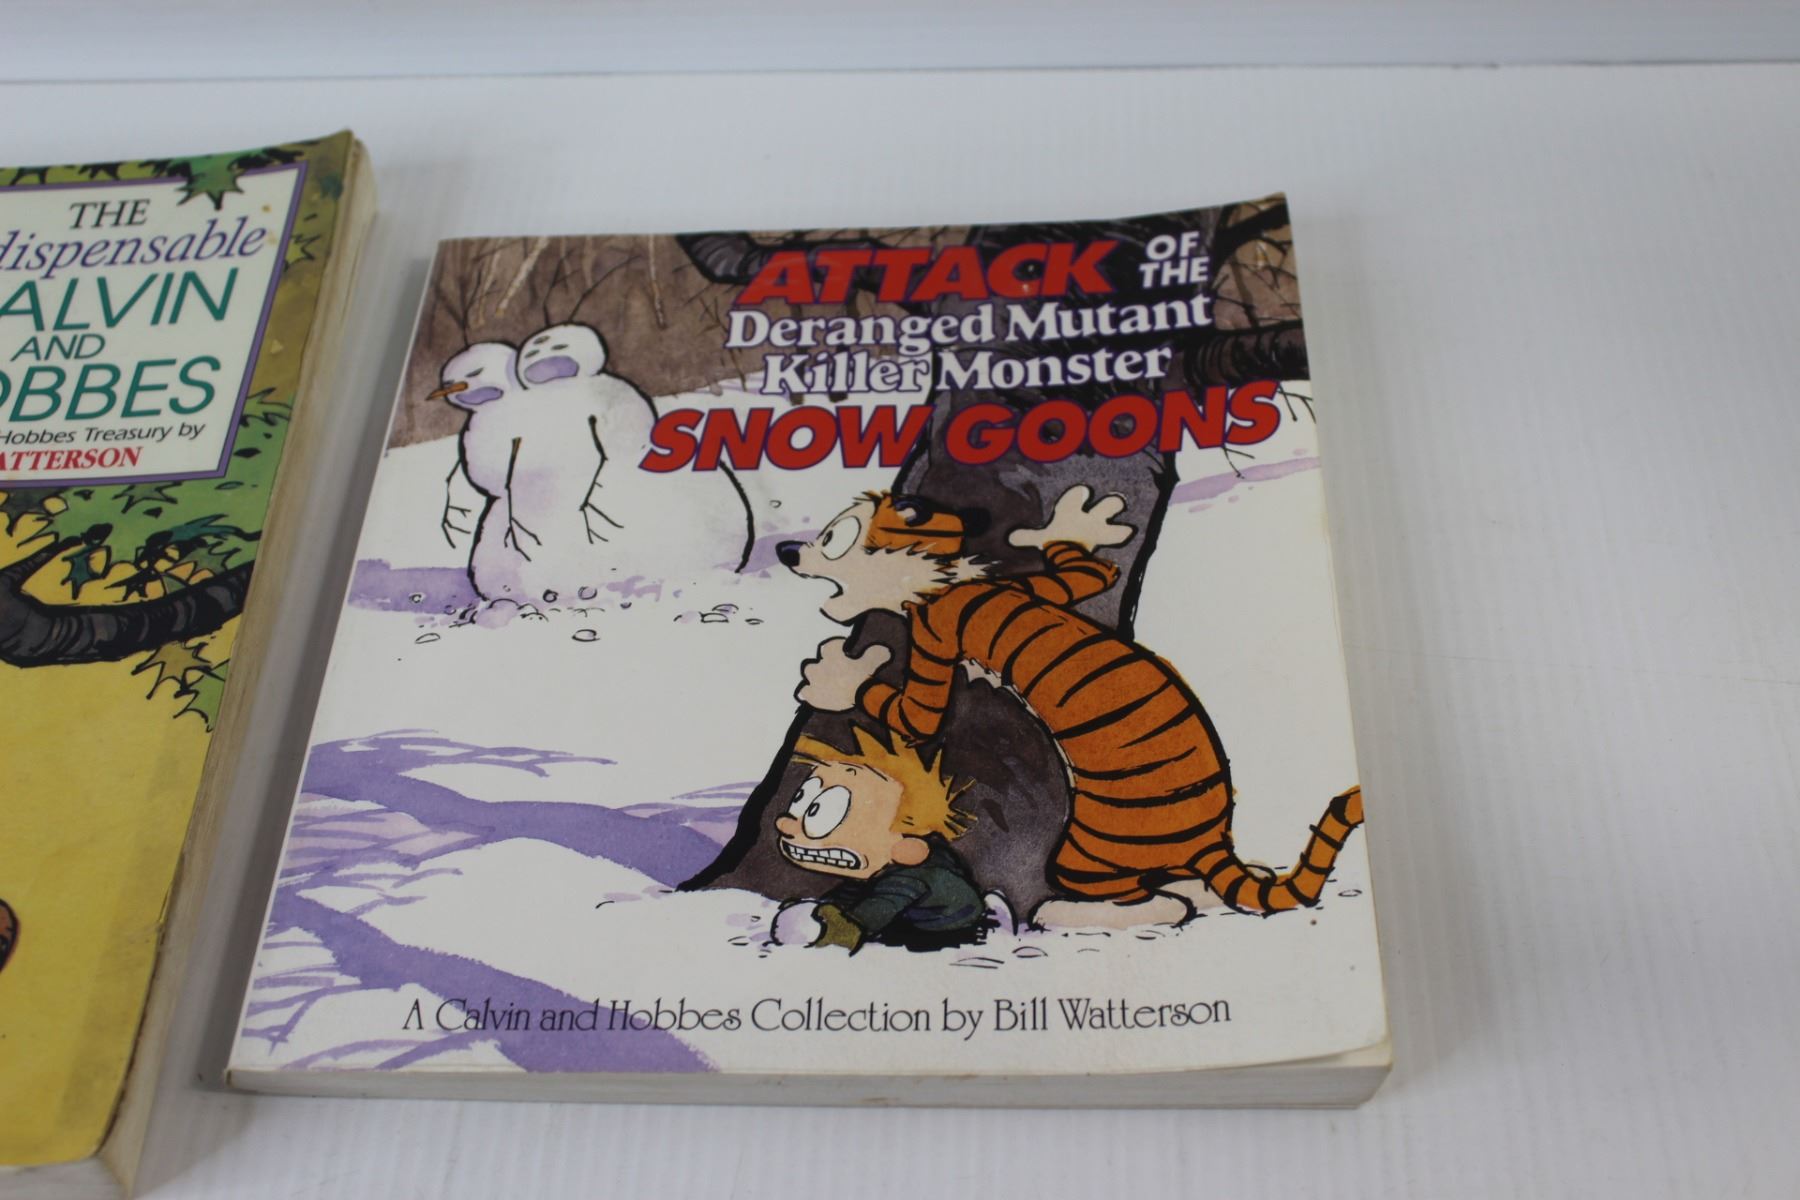 THE
dispensable
ALVIN
AND
OBBES
Hobbes Treasury by
ATTERSON
ATTACK OF THE
Deranged Mutant
Killer Monster
SNOW GOONS
A Calvin and Hobbes Collection by Bill Watterson